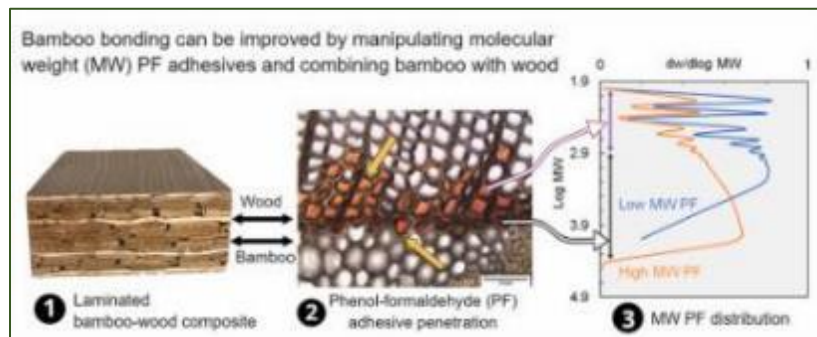 Bamboo bonding can be improved by manipulating molecular
weight (MW) PF adhesives and combining bamboo with wood
Wood
Bamboo
1 Laminated
bamboo-wood composite
2 Phenol-formaldehyde (PF)
adhesive penetration
0 dw/dlog MW 1
1.9
2.9
3.9
4.9
Log MW
Low MW PF
High MW PF
3 MW PF distribution